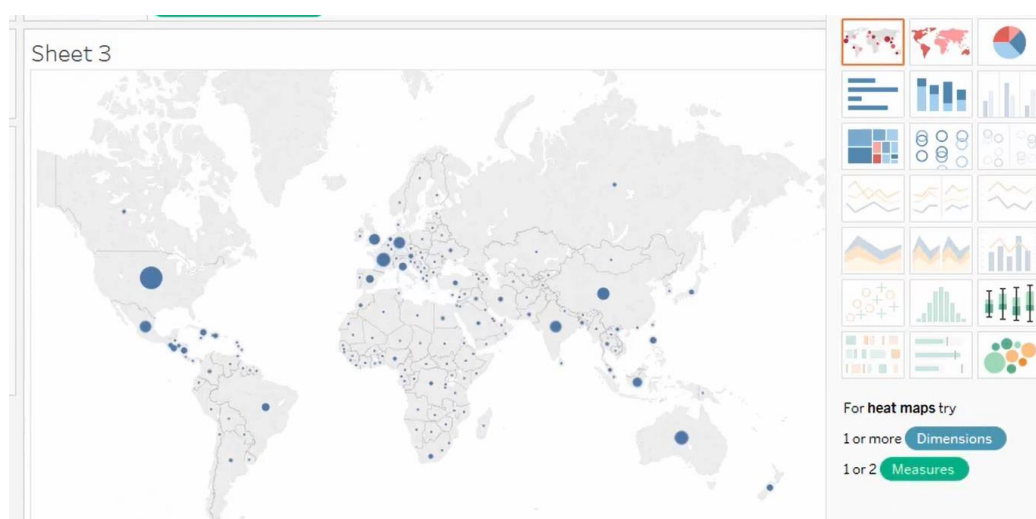 Sheet 3
For heat maps try
1 or more Dimensions
1 or 2 Measures